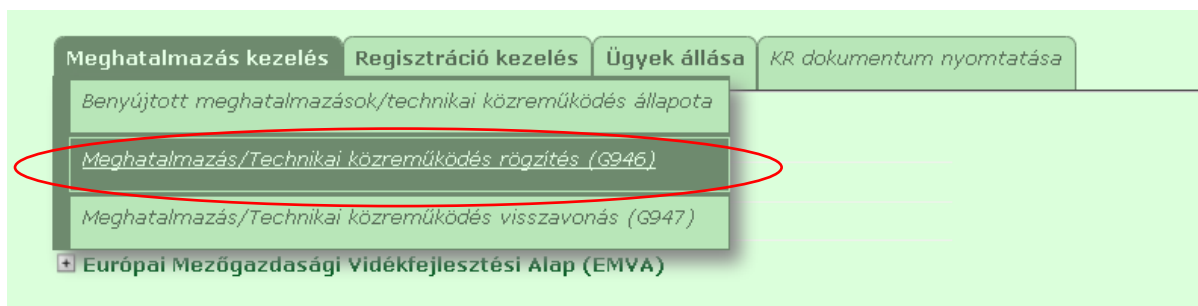 Meghatalmazás kezelés Regisztráció kezelés Ügyek állása KR dokumentum nyomtatása
Benyújtott meghatalmazások/technikai közreműködés állapota
Meghatalmazás/Technikai közreműködés rögzítés (G946)
Meghatalmazás/Technikai közreműködés visszavonás (G947)
Európai Mezőgazdasági Vidékfejlesztési Alap (EMVA)